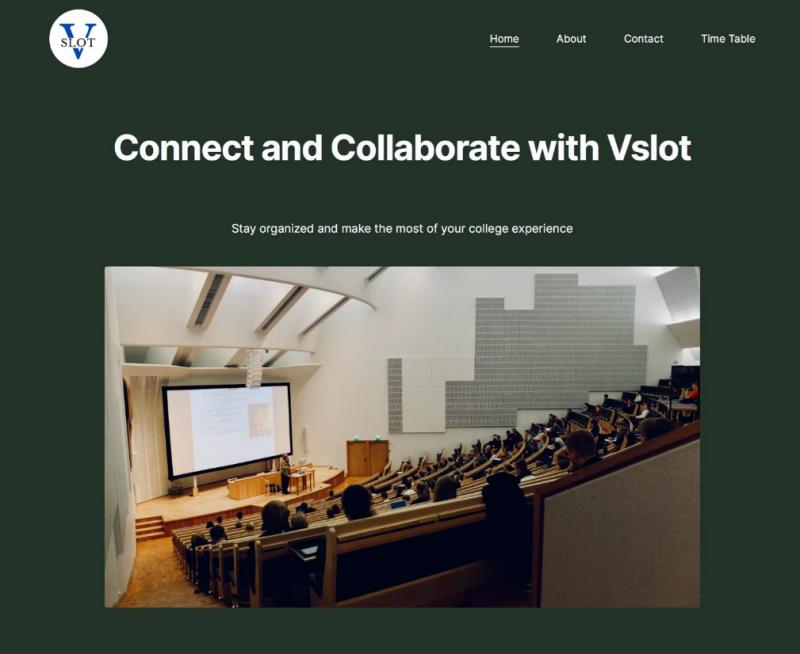 V
SLOT
Home
About
Contact
Time Table
Connect and Collaborate with Vslot
Stay organized and make the most of your college experience